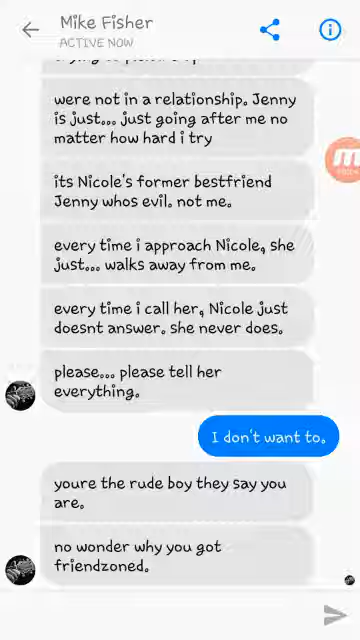 Mike Fisher
ACTIVE NOW
were not in a relationship. Jenny
is just... just going after me no
matter how hard i try
its Nicole's former bestfriend
Jenny whos evil. not me.
every time i approach Nicole, she
just... walks away from me.
every time i call her, Nicole just
doesnt answer. she never does.
please... please tell her
everything.
I don't want to.
youre the rude boy they say you
are.
no wonder why you got
friendzoned.